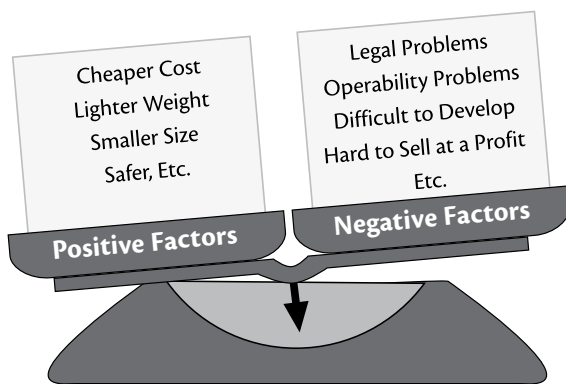 Cheaper Cost
Lighter Weight
Smaller Size
Safer, Etc.
Positive Factors
Legal Problems
Operability Problems
Difficult to Develop
Hard to Sell at a Profit
Etc.
Negative Factors